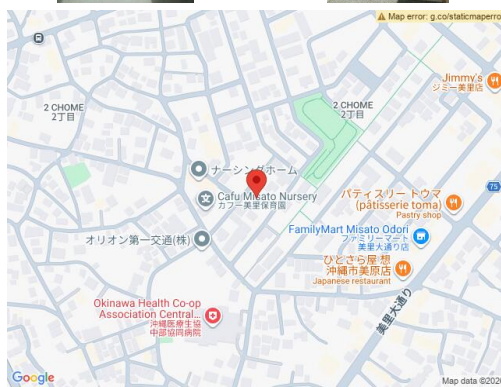 Map error: g.co/staticmaperro
Jimmy's
ジミー美里店
2 CHOME
2丁目
2 CHOME
2丁目
ナーシングホーム
75
Cafu Misato Nursery
カフー美里保育園
パティスリー トウマ
(pâtisserie toma)
Pastry shop
FamilyMart Misato Odori
ファミリーマート
美里大通り店
オリオン第一交通(株)
ひとさら屋 想
沖縄市美原店
Japanese restaurant
Okinawa Health Co-op
Association Central...
沖縄医療生協
中部協同病院
美里大通り
Google
Map data ©2026